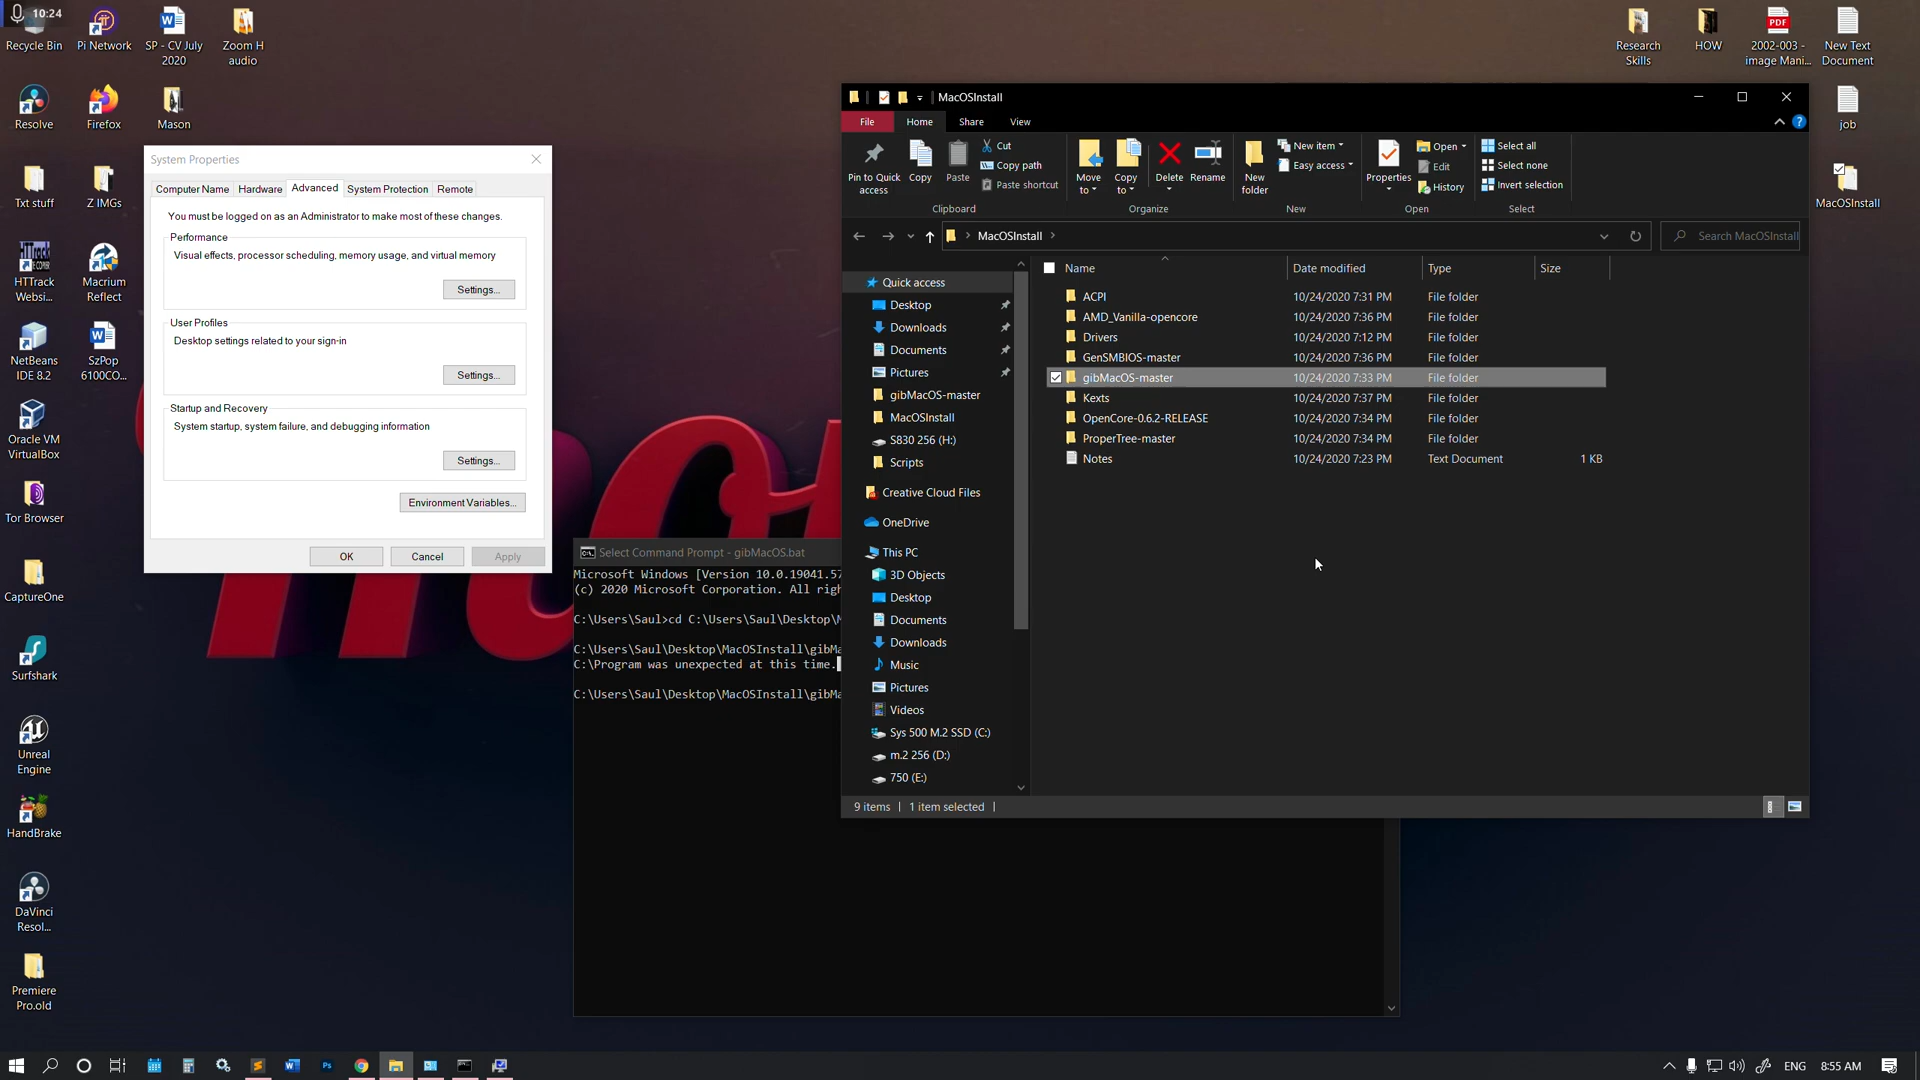 10:24
Recycle Bin
Pi Network
SP - CV July
2020
Zoom H
audio
Resolve
Firefox
Mason
Txt stuff
Z IMGs
HTTrack
Websi...
Macrium
Reflect
NetBeans
IDE 8.2
SzPop
6100CO...
Oracle VM
VirtualBox
Tor Browser
CaptureOne
Surfshark
Unreal
Engine
HandBrake
DaVinci
Resol...
Premiere
Pro.old
Research
Skills
HOW
PDF
2002-003 -
image Mani...
New Text
Document
job
MacOSInstall
System Properties
Computer Name Hardware Advanced System Protection Remote
You must be logged on as an Administrator to make most of these changes.
Performance
Visual effects, processor scheduling, memory usage, and virtual memory
Settings...
User Profiles
Desktop settings related to your sign-in
Settings...
Startup and Recovery
System startup, system failure, and debugging information
Settings...
Environment Variables...
OK Cancel Apply
Select Command Prompt - gibMacOS.bat
Microsoft Windows [Version 10.0.19041.57
(c) 2020 Microsoft Corporation. All righ
C:\Users\Saul>cd C:\Users\Saul\Desktop\M
C:\Users\Saul\Desktop\MacOSInstall\gibMa
C:\Program was unexpected at this time.
C:\Users\Saul\Desktop\MacOSInstall\gibMa
MacOSInstall
File Home Share View
Pin to Quick
access
Copy
Paste
Cut
Copy path
Paste shortcut
Clipboard
Move
to
Copy
to
Delete
Rename
Organize
New
folder
New item
Easy access
New
Properties
Open
Edit
History
Open
Select all
Select none
Invert selection
Select
MacOSInstall
Search MacOSInstall
Name Date modified Type Size
ACPI 10/24/2020 7:31 PM File folder
AMD_Vanilla-opencore 10/24/2020 7:36 PM File folder
Drivers 10/24/2020 7:12 PM File folder
GenSMBIOS-master 10/24/2020 7:36 PM File folder
gibMacOS-master 10/24/2020 7:33 PM File folder
Kexts 10/24/2020 7:37 PM File folder
OpenCore-0.6.2-RELEASE 10/24/2020 7:34 PM File folder
ProperTree-master 10/24/2020 7:34 PM File folder
Notes 10/24/2020 7:23 PM Text Document 1 KB
Quick access
Desktop
Downloads
Documents
Pictures
gibMacOS-master
MacOSInstall
S830 256 (H:)
Scripts
Creative Cloud Files
OneDrive
This PC
3D Objects
Desktop
Documents
Downloads
Music
Pictures
Videos
Sys 500 M.2 SSD (C:)
m.2 256 (D:)
750 (E:)
9 items 1 item selected
ENG 8:55 AM